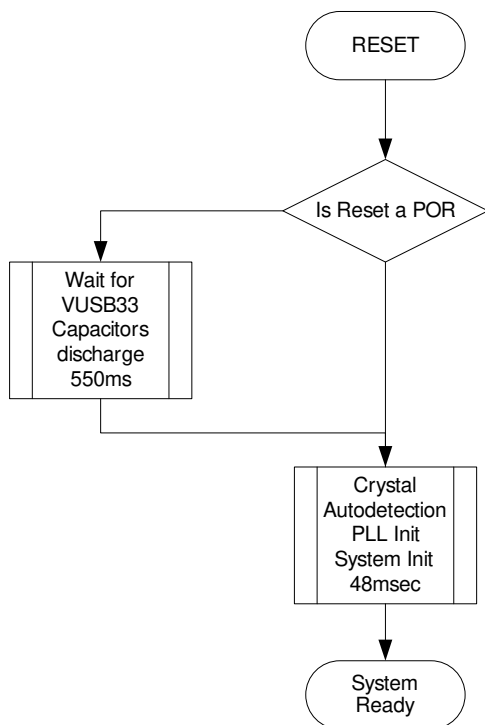 RESET
Is Reset a POR
Wait for
VUSB33
Capacitors
discharge
550ms
Crystal
Autodetection
PLL Init
System Init
48msec
System
Ready